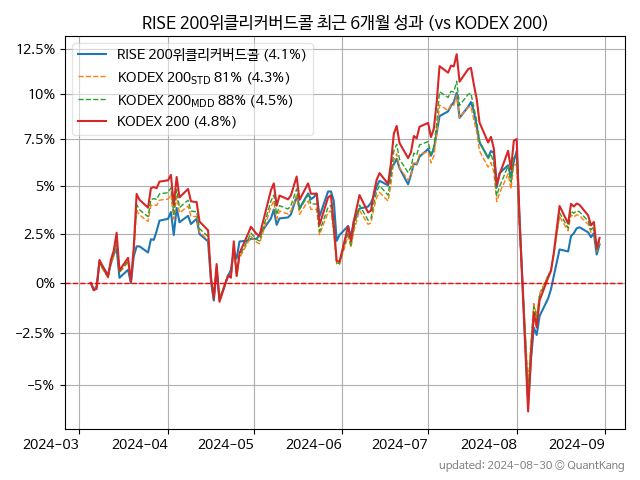 RISE 200위클리커버드콜 최근 6개월 성과 (vs KODEX 200)
RISE 200위클리커버드콜 (4.1%)
KODEX 200STD 81% (4.3%)
KODEX 200MDD 88% (4.5%)
KODEX 200 (4.8%)
12.5%
10%
7.5%
5%
2.5%
0%
−2.5%
−5%
2024-03 2024-04 2024-05 2024-06 2024-07 2024-08 2024-09
updated: 2024-08-30 © QuantKang